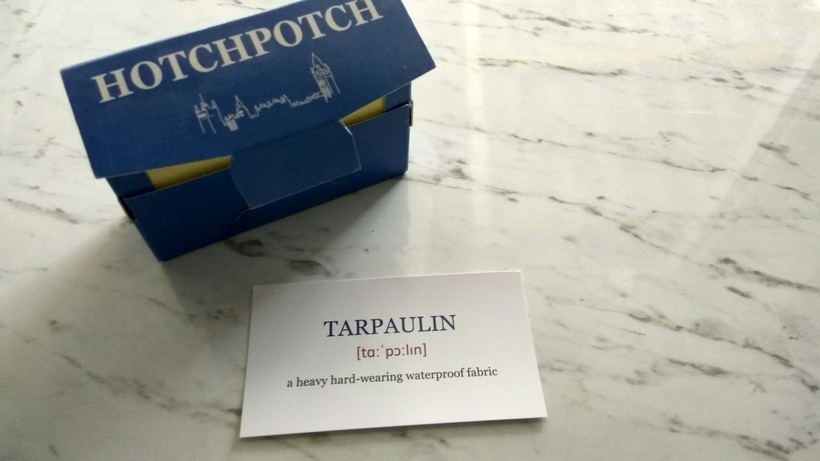 HOTCHPOTCH
TARPAULIN
[tɑːˈpɔːlɪn]
a heavy hard-wearing waterproof fabric